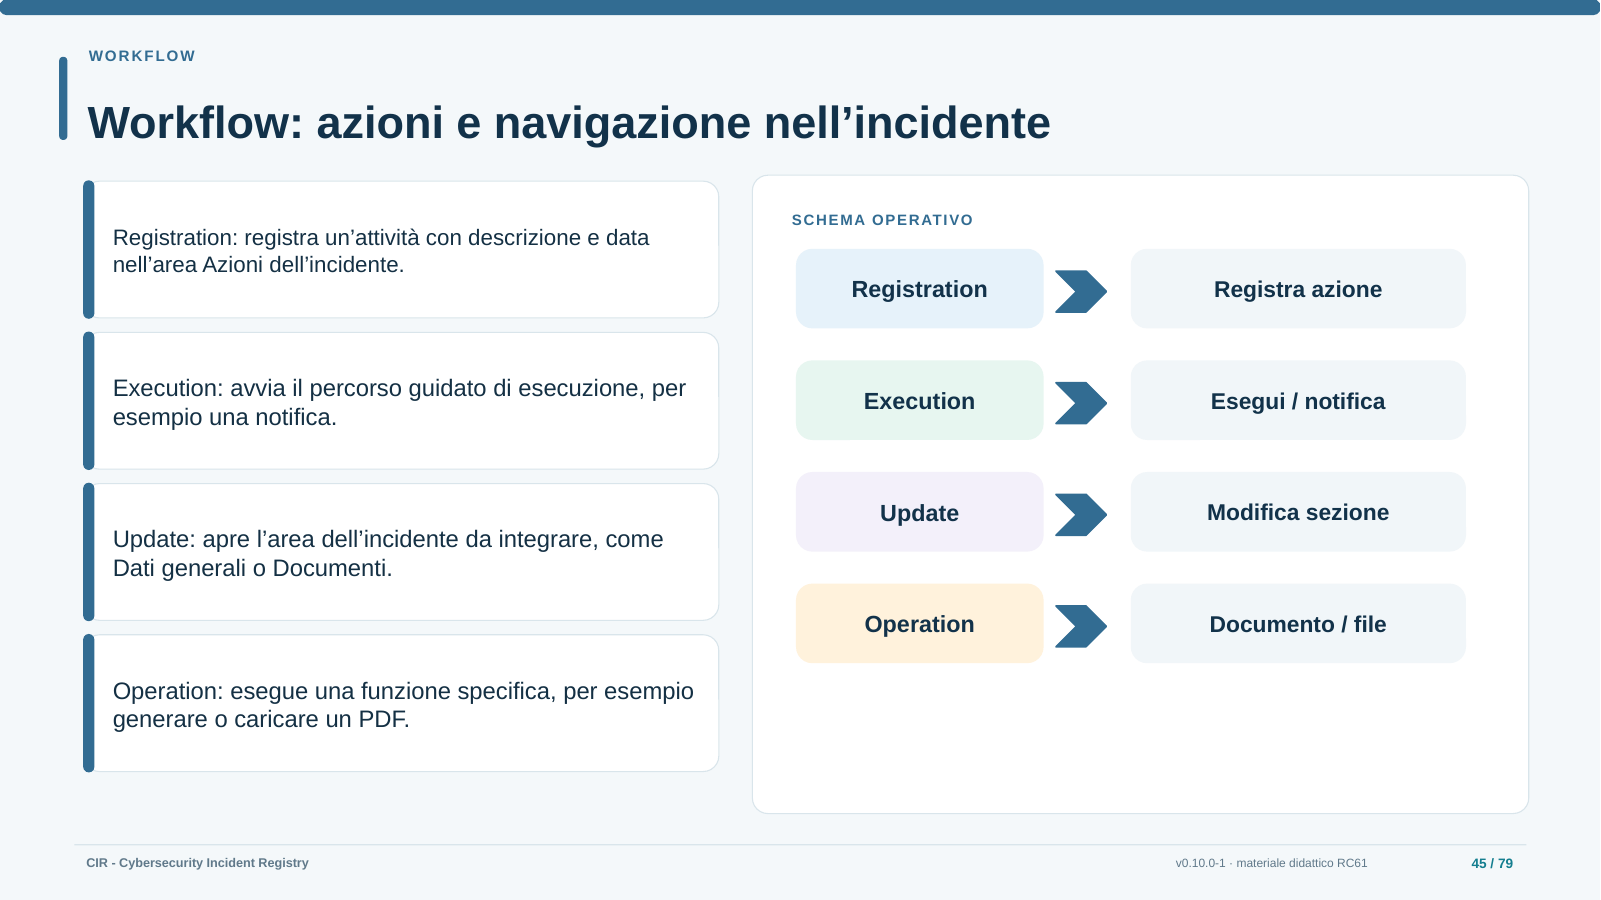 WORKFLOW
Workflow: azioni e navigazione nell’incidente
Registration: registra un’attività con descrizione e data
nell’area Azioni dell’incidente.
Execution: avvia il percorso guidato di esecuzione, per
esempio una notifica.
Update: apre l’area dell’incidente da integrare, come
Dati generali o Documenti.
Operation: esegue una funzione specifica, per esempio
generare o caricare un PDF.
SCHEMA OPERATIVO
Registration
Registra azione
Execution
Esegui / notifica
Update
Modifica sezione
Operation
Documento / file
CIR - Cybersecurity Incident Registry
v0.10.0-1 · materiale didattico RC61
45 / 79